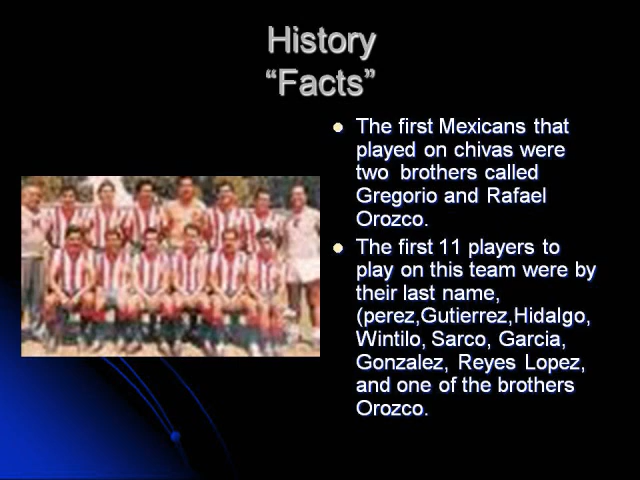 History
“Facts”
The first Mexicans that
played on chivas were
two brothers called
Gregorio and Rafael
Orozco.
The first 11 players to
play on this team were by
their last name,
(perez,Gutierrez,Hidalgo,
Wintilo, Sarco, Garcia,
Gonzalez, Reyes Lopez,
and one of the brothers
Orozco.